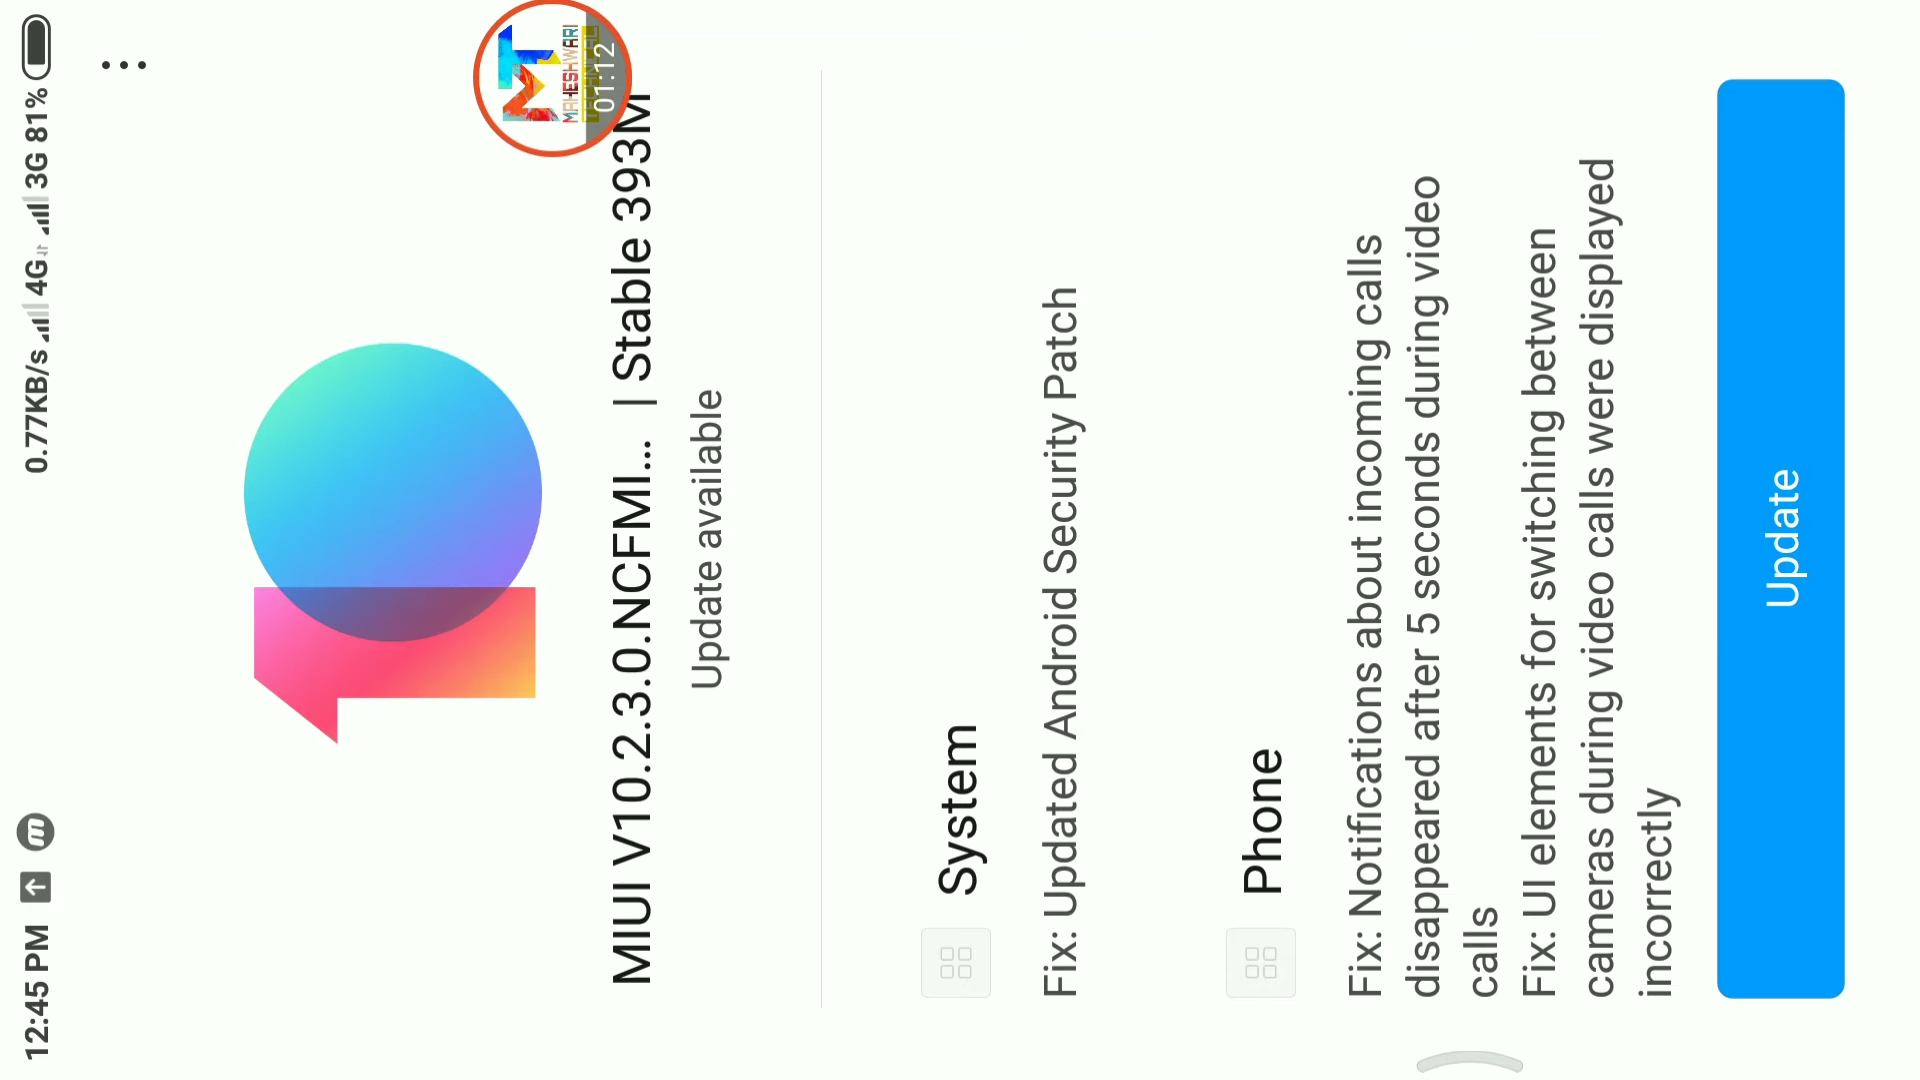 12:45 PM
0.77KB/s 4G 3G 81%
MT
MAHESHWARI
01:12
MIUI V10.2.3.0.NCFMI... | Stable 393M
Update available
System
Fix: Updated Android Security Patch
Phone
Fix: Notifications about incoming calls
disappeared after 5 seconds during video
calls
Fix: UI elements for switching between
cameras during video calls were displayed
incorrectly
Update